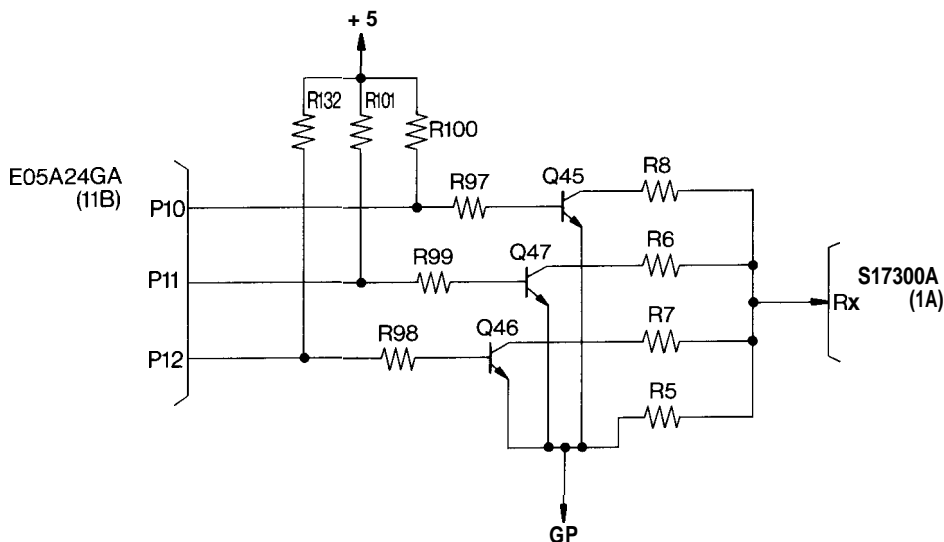 + 5
R132
R101
R100
E05A24GA
(11B)
P10
R97
Q45
R8
P11
R99
Q47
R6
S17300A
(1A)
Rx
P12
R98
Q46
R7
R5
GP